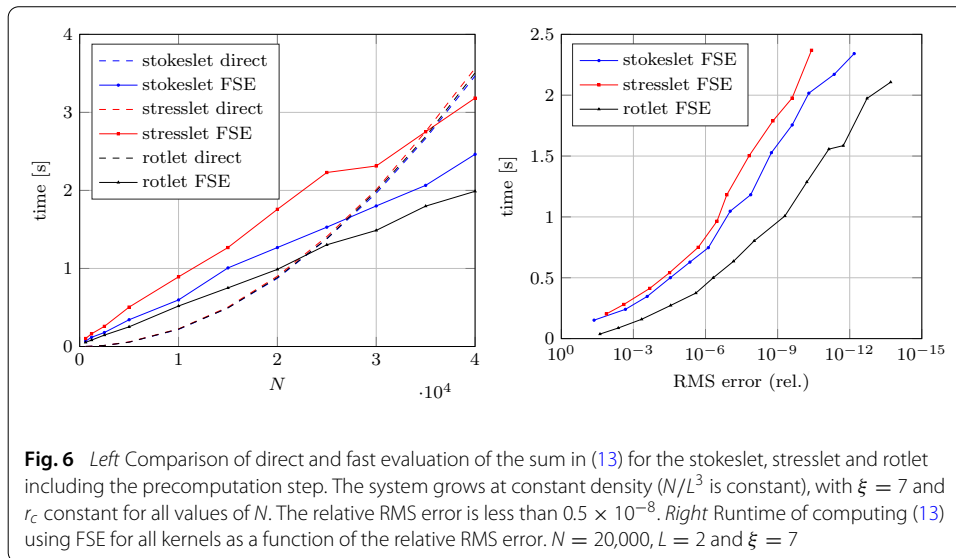 4
3
2
1
0
0
1
2
3
4
·10⁴
N
time [s]
stokeslet direct
stokeslet FSE
stresslet direct
stresslet FSE
rotlet direct
rotlet FSE
2.5
2
1.5
1
0.5
0
10⁰
10⁻³
10⁻⁶
10⁻⁹
10⁻¹²
10⁻¹⁵
RMS error (rel.)
time [s]
stokeslet FSE
stresslet FSE
rotlet FSE
Fig. 6 Left Comparison of direct and fast evaluation of the sum in (13) for the stokeslet, stresslet and rotlet
including the precomputation step. The system grows at constant density (N/L³ is constant), with ξ = 7 and
r_c constant for all values of N. The relative RMS error is less than 0.5 × 10⁻⁸. Right Runtime of computing (13)
using FSE for all kernels as a function of the relative RMS error. N = 20,000, L = 2 and ξ = 7